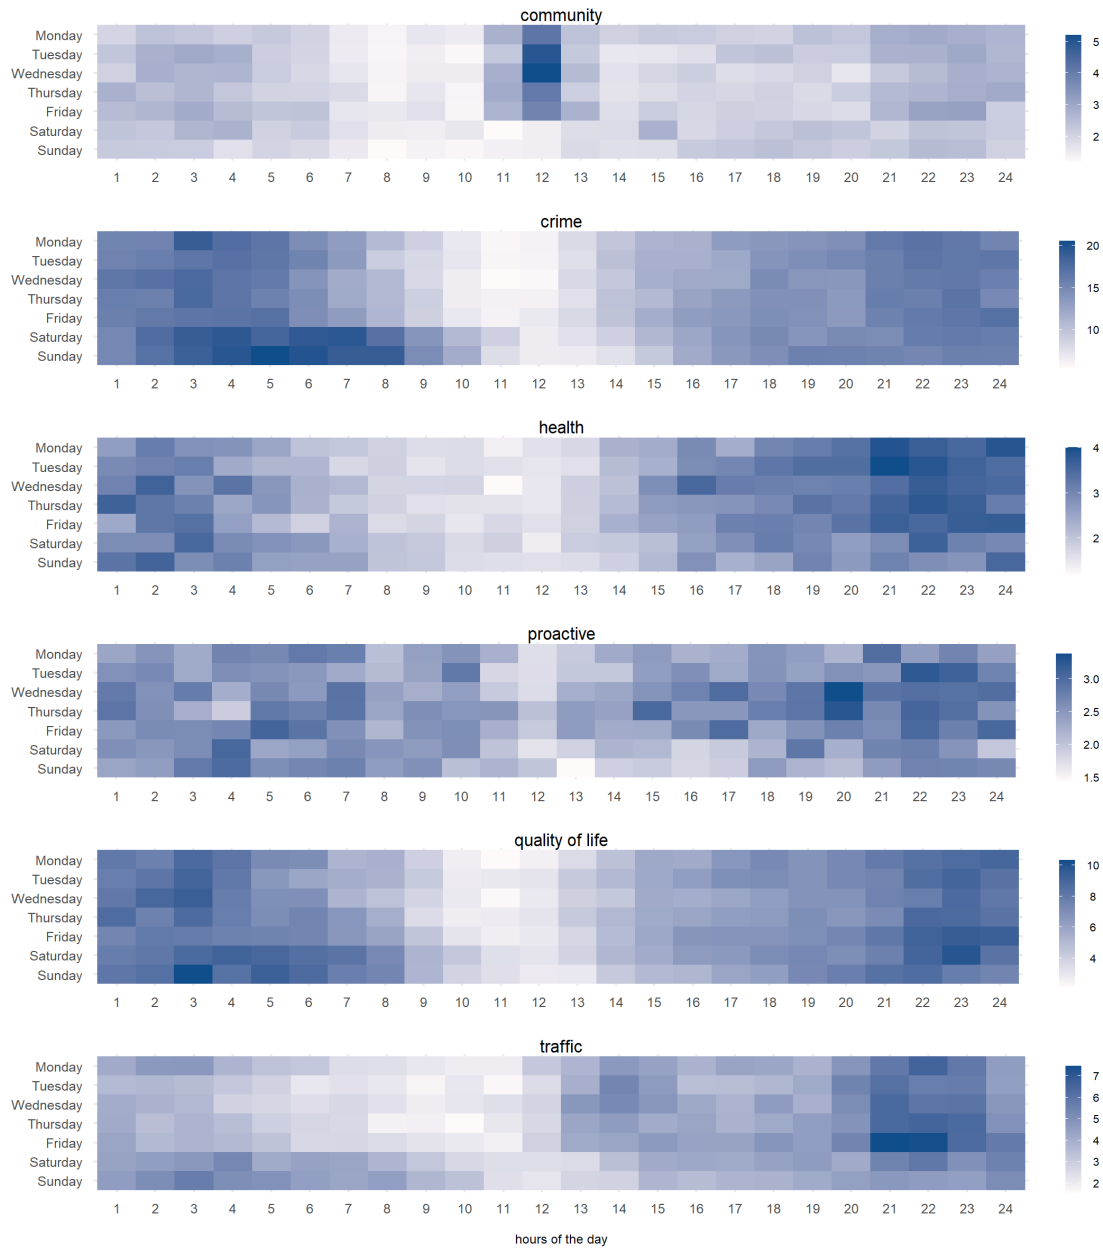 community
Monday
Tuesday
Wednesday
Thursday
Friday
Saturday
Sunday
5
4
3
2
1 2 3 4 5 6 7 8 9 10 11 12 13 14 15 16 17 18 19 20 21 22 23 24
crime
Monday
Tuesday
Wednesday
Thursday
Friday
Saturday
Sunday
20
15
10
1 2 3 4 5 6 7 8 9 10 11 12 13 14 15 16 17 18 19 20 21 22 23 24
health
Monday
Tuesday
Wednesday
Thursday
Friday
Saturday
Sunday
4
3
2
1 2 3 4 5 6 7 8 9 10 11 12 13 14 15 16 17 18 19 20 21 22 23 24
proactive
Monday
Tuesday
Wednesday
Thursday
Friday
Saturday
Sunday
3.0
2.5
2.0
1.5
1 2 3 4 5 6 7 8 9 10 11 12 13 14 15 16 17 18 19 20 21 22 23 24
quality of life
Monday
Tuesday
Wednesday
Thursday
Friday
Saturday
Sunday
10
8
6
4
1 2 3 4 5 6 7 8 9 10 11 12 13 14 15 16 17 18 19 20 21 22 23 24
traffic
Monday
Tuesday
Wednesday
Thursday
Friday
Saturday
Sunday
7
6
5
4
3
2
1 2 3 4 5 6 7 8 9 10 11 12 13 14 15 16 17 18 19 20 21 22 23 24
hours of the day